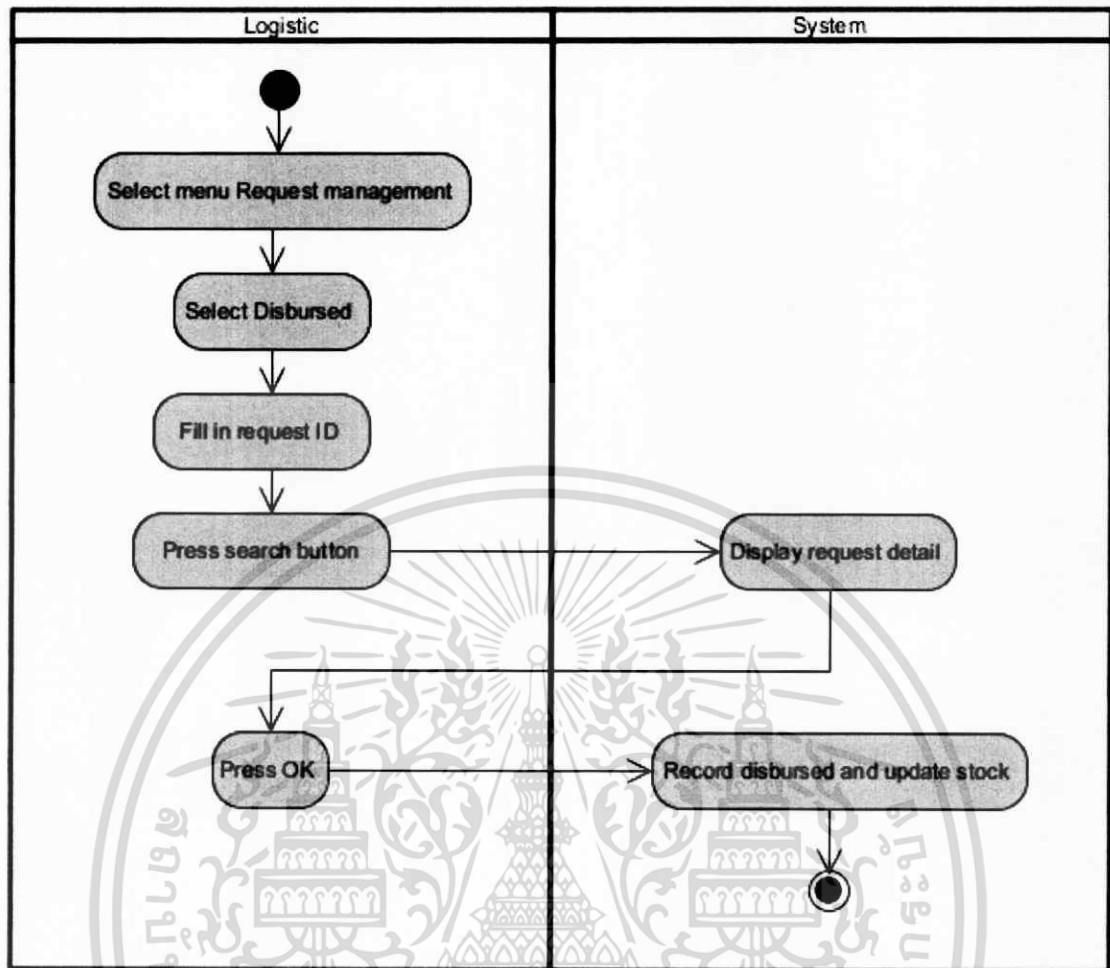 Logistic
System
Select menu Request management
Select Disbursed
Fill in request ID
Press search button
Display request detail
Press OK
Record disbursed and update stock